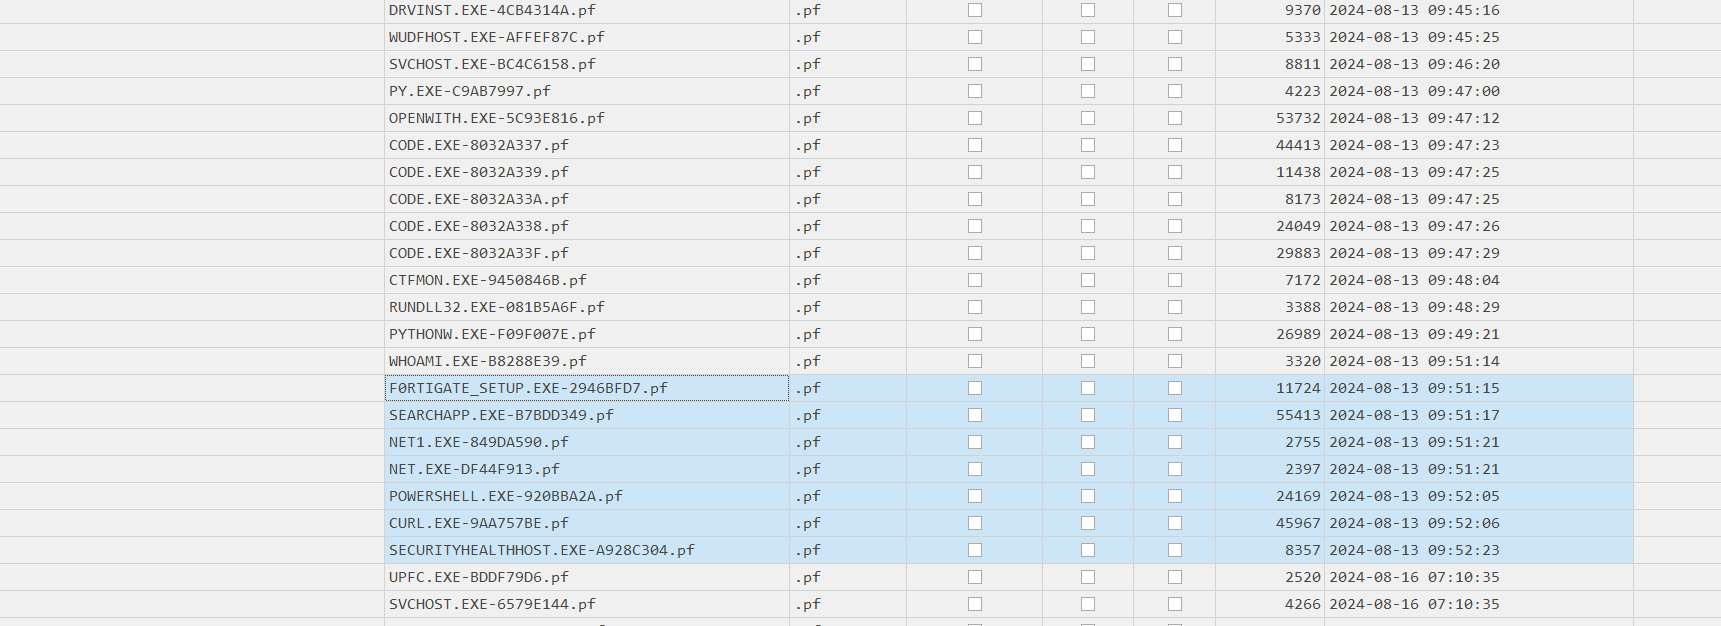 DRVINST.EXE-4CB4314A.pf .pf 9370 2024-08-13 09:45:16
WUDFHOST.EXE-AFFEF87C.pf .pf 5333 2024-08-13 09:45:25
SVCHOST.EXE-BC4C6158.pf .pf 8811 2024-08-13 09:46:20
PY.EXE-C9AB7997.pf .pf 4223 2024-08-13 09:47:00
OPENWITH.EXE-5C93E816.pf .pf 53732 2024-08-13 09:47:12
CODE.EXE-8032A337.pf .pf 44413 2024-08-13 09:47:23
CODE.EXE-8032A339.pf .pf 11438 2024-08-13 09:47:25
CODE.EXE-8032A33A.pf .pf 8173 2024-08-13 09:47:25
CODE.EXE-8032A338.pf .pf 24049 2024-08-13 09:47:26
CODE.EXE-8032A33F.pf .pf 29883 2024-08-13 09:47:29
CTFMON.EXE-9450846B.pf .pf 7172 2024-08-13 09:48:04
RUNDLL32.EXE-081B5A6F.pf .pf 3388 2024-08-13 09:48:29
PYTHONW.EXE-F09F007E.pf .pf 26989 2024-08-13 09:49:21
WHOAMI.EXE-B8288E39.pf .pf 3320 2024-08-13 09:51:14
F0RTIGATE_SETUP.EXE-2946BFD7.pf .pf 11724 2024-08-13 09:51:15
SEARCHAPP.EXE-B7BDD349.pf .pf 55413 2024-08-13 09:51:17
NET1.EXE-849DA590.pf .pf 2755 2024-08-13 09:51:21
NET.EXE-DF44F913.pf .pf 2397 2024-08-13 09:51:21
POWERSHELL.EXE-920BBA2A.pf .pf 24169 2024-08-13 09:52:05
CURL.EXE-9AA757BE.pf .pf 45967 2024-08-13 09:52:06
SECURITYHEALTHHOST.EXE-A928C304.pf .pf 8357 2024-08-13 09:52:23
UPFC.EXE-BDDF79D6.pf .pf 2520 2024-08-16 07:10:35
SVCHOST.EXE-6579E144.pf .pf 4266 2024-08-16 07:10:35